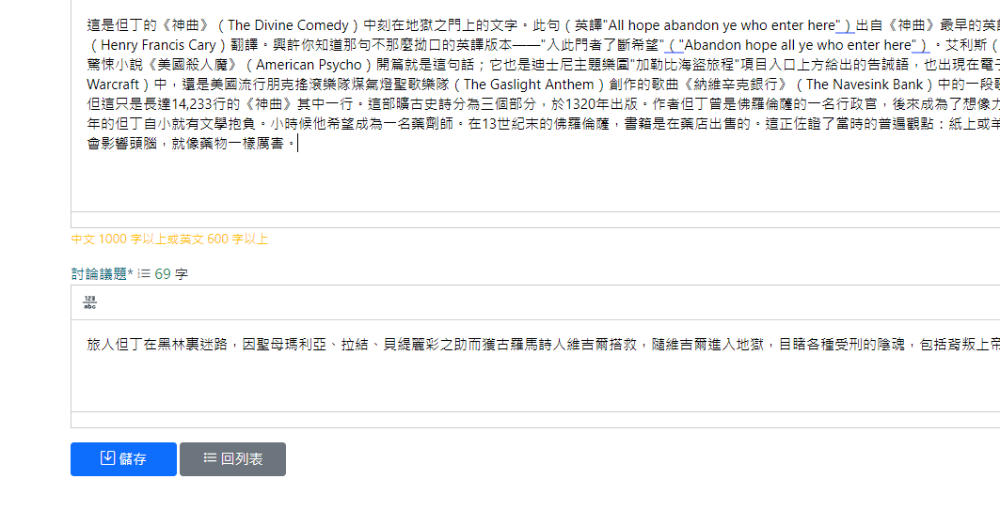 這是但丁的《神曲》（The Divine Comedy）中刻在地獄之門上的文字。此句（英譯"All hope abandon ye who enter here"）出自《神曲》最早的英
（Henry Francis Cary）翻譯。興許你知道那句不那麼拗口的英譯版本——"入此門者了斷希望"（"Abandon hope all ye who enter here"）。艾利斯（
驚悚小說《美國殺人魔》（American Psycho）開篇就是這句話；它也是迪士尼主題樂園"加勒比海盜旅程"項目入口上方給出的告誡語，也出現在電
Warcraft）中，還是美國流行朋克搖滾樂隊煤氣燈聖歌樂隊（The Gaslight Anthem）創作的歌曲《納維辛克銀行》（The Navesink Bank）中的一段
但這只是長達14,233行的《神曲》其中一行。這部曠古史詩分為三個部分，於1320年出版。作者但丁曾是佛羅倫薩的一名行政官，後來成為了想像
年的但丁自小就有文學抱負。小時候他希望成為一名藥劑師。在13世紀末的佛羅倫薩，書籍是在藥店出售的。這正佐證了當時的普遍觀點：紙上或
會影響頭腦，就像藥物一樣厲害。
中文 1000 字以上或英文 600 字以上
討論議題* 69 字
123
abc
旅人但丁在黑林裏迷路，因聖母瑪利亞、拉結、貝緹麗彩之助而獲古羅馬詩人維吉爾搭救，隨維吉爾進入地獄，目睹各種受刑的陰魂，包括背叛上帝
儲存 回列表